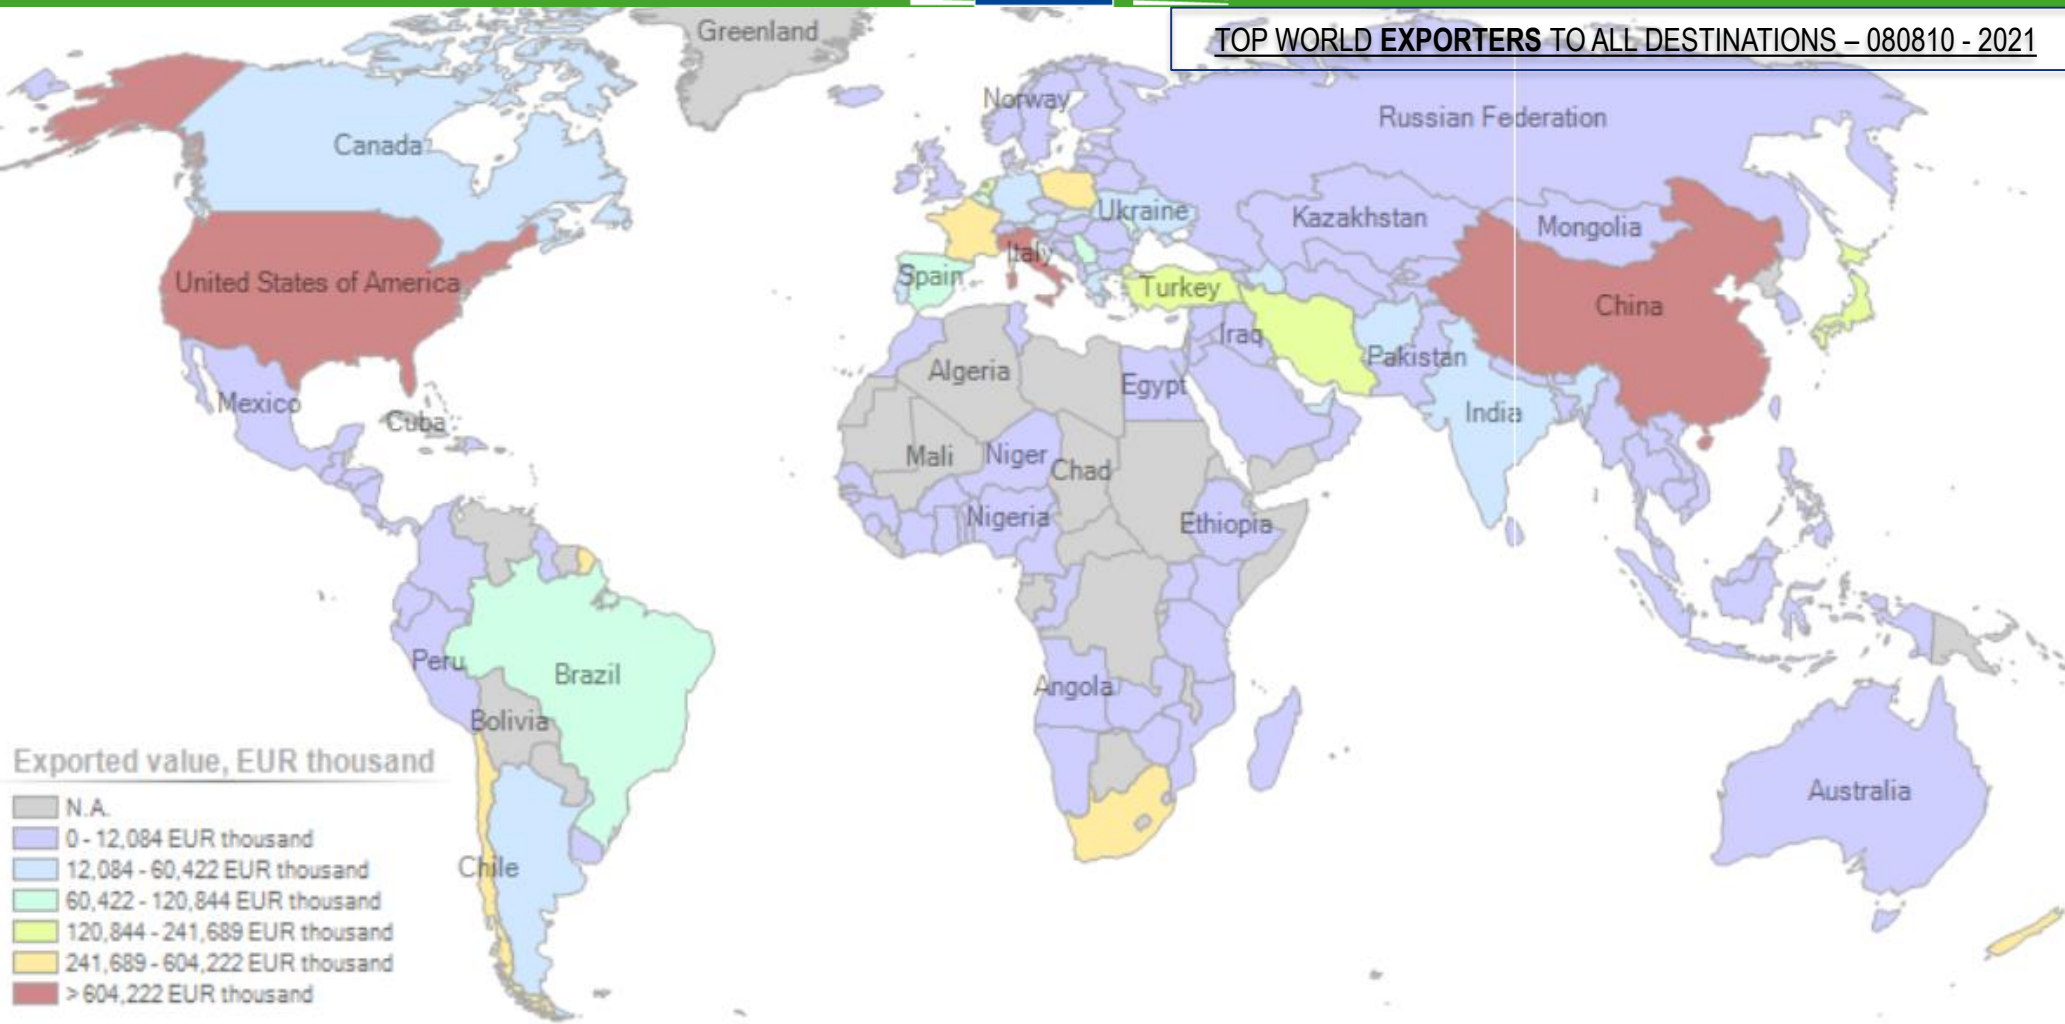 TOP WORLD EXPORTERS TO ALL DESTINATIONS – 080810 - 2021
Greenland
Norway
Russian Federation
Canada
Ukraine
Kazakhstan
Mongolia
Italy
Spain
United States of America
Turkey
China
Iraq
Pakistan
Algeria
Egypt
Mexico
Cuba
India
Mali
Niger
Chad
Nigeria
Ethiopia
Peru
Brazil
Angola
Bolivia
Australia
Chile
Exported value, EUR thousand
N.A.
0 - 12,084 EUR thousand
12,084 - 60,422 EUR thousand
60,422 - 120,844 EUR thousand
120,844 - 241,689 EUR thousand
241,689 - 604,222 EUR thousand
> 604,222 EUR thousand